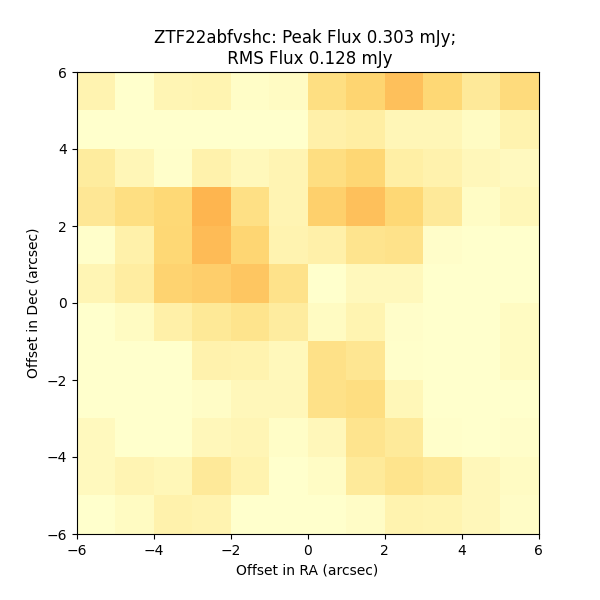 ZTF22abfvshc: Peak Flux 0.303 mJy;
RMS Flux 0.128 mJy
6
4
2
0
−2
−4
−6
Offset in Dec (arcsec)
−6 −4 −2 0 2 4 6
Offset in RA (arcsec)